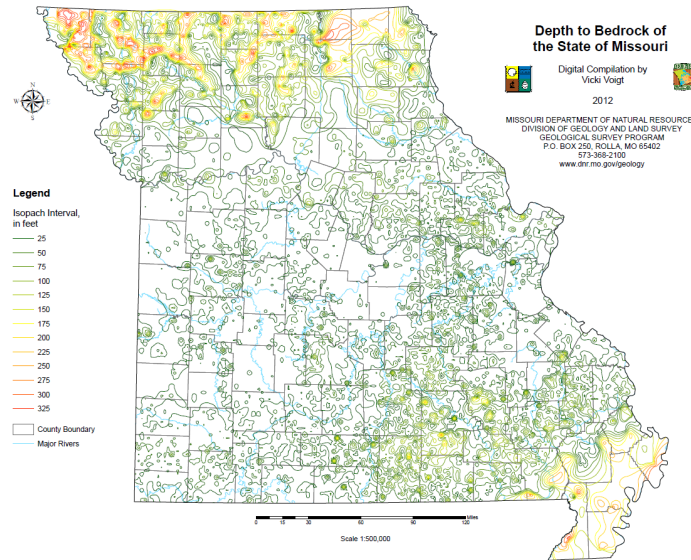 Depth to Bedrock of
the State of Missouri
Digital Compilation by
Vicki Voigt
2012
MISSOURI DEPARTMENT OF NATURAL RESOURCE
DIVISION OF GEOLOGY AND LAND SURVEY
GEOLOGICAL SURVEY PROGRAM
P.O. BOX 250, ROLLA, MO 65402
573-368-2100
www.dnr.mo.gov/geology
N
W E
S
Legend
Isopach Interval,
in feet
25
50
75
100
125
150
175
200
225
250
275
300
325
County Boundary
Major Rivers
0 15 30 60 90 120
Miles
Scale 1:500,000